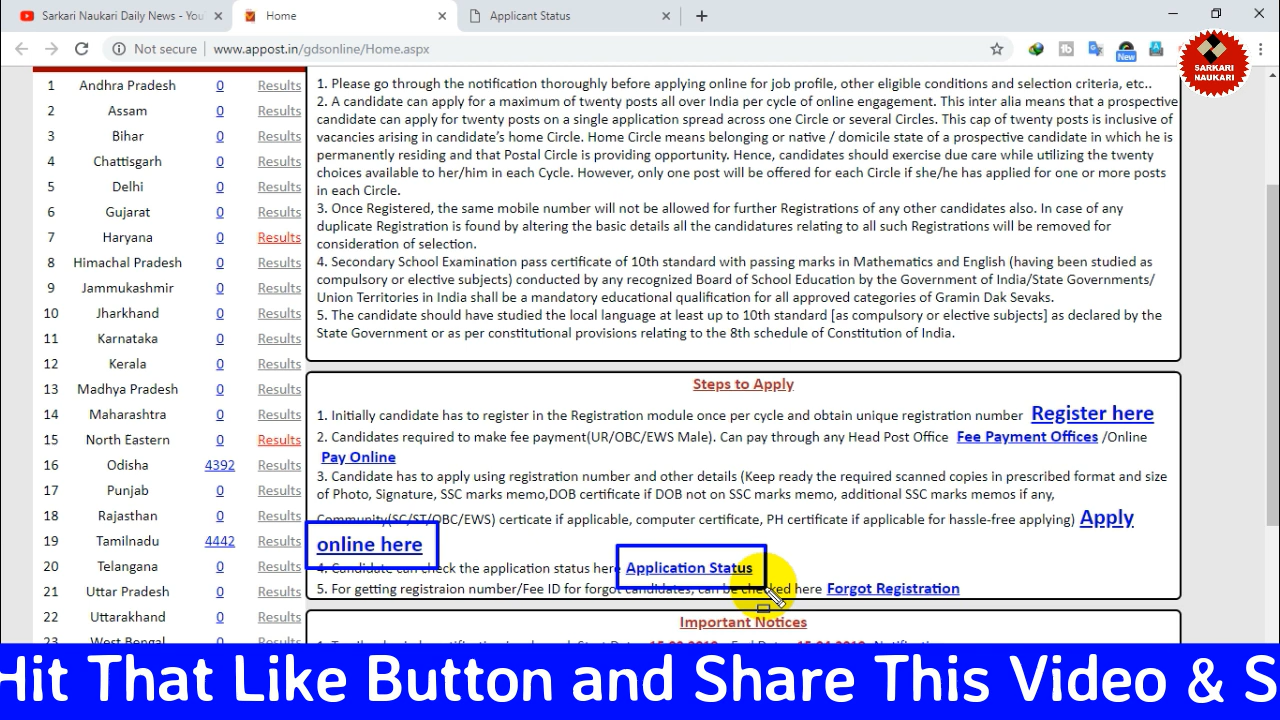 Sarkari Naukari Daily News - You
Home
Applicant Status
Not secure
www.appost.in/gdsonline/Home.aspx
New
SARKARI
NAUKARI
1 Andhra Pradesh 0 Results
2 Assam 0 Results
3 Bihar 0 Results
4 Chattisgarh 0 Results
5 Delhi 0 Results
6 Gujarat 0 Results
7 Haryana 0 Results
8 Himachal Pradesh 0 Results
9 Jammukashmir 0 Results
10 Jharkhand 0 Results
11 Karnataka 0 Results
12 Kerala 0 Results
13 Madhya Pradesh 0 Results
14 Maharashtra 0 Results
15 North Eastern 0 Results
16 Odisha 4392 Results
17 Punjab 0 Results
18 Rajasthan 0 Results
19 Tamilnadu 4442 Results
20 Telangana 0 Results
21 Uttar Pradesh 0 Results
22 Uttarakhand 0 Results
23 West Bengal 0 Results
1. Please go through the notification thoroughly before applying online for job profile, other eligible conditions and selection criteria, etc..
2. A candidate can apply for a maximum of twenty posts all over India per cycle of online engagement. This inter alia means that a prospective
candidate can apply for twenty posts on a single application spread across one Circle or several Circles. This cap of twenty posts is inclusive of
vacancies arising in candidate's home Circle. Home Circle means belonging or native / domicile state of a prospective candidate in which he is
permanently residing and that Postal Circle is providing opportunity. Hence, candidates should exercise due care while utilizing the twenty
choices available to her/him in each Cycle. However, only one post will be offered for each Circle if she/he has applied for one or more posts
in each Circle.
3. Once Registered, the same mobile number will not be allowed for further Registrations of any other candidates also. In case of any
duplicate Registration is found by altering the basic details all the candidatures relating to all such Registrations will be removed for
consideration of selection.
4. Secondary School Examination pass certificate of 10th standard with passing marks in Mathematics and English (having been studied as
compulsory or elective subjects) conducted by any recognized Board of School Education by the Government of India/State Governments/
Union Territories in India shall be a mandatory educational qualification for all approved categories of Gramin Dak Sevaks.
5. The candidate should have studied the local language at least up to 10th standard [as compulsory or elective subjects] as declared by the
State Government or as per constitutional provisions relating to the 8th schedule of Constitution of India.
Steps to Apply
1. Initially candidate has to register in the Registration module once per cycle and obtain unique registration number Register here
2. Candidates required to make fee payment(UR/OBC/EWS Male). Can pay through any Head Post Office Fee Payment Offices /Online
Pay Online
3. Candidate has to apply using registration number and other details (Keep ready the required scanned copies in prescribed format and size
of Photo, Signature, SSC marks memo,DOB certificate if DOB not on SSC marks memo, additional SSC marks memos if any,
Community(SC/ST/OBC/EWS) certicate if applicable, computer certificate, PH certificate if applicable for hassle-free applying) Apply
online here
4. Candidate can check the application status here Application Status
5. For getting registraion number/Fee ID for forgot candidates, can be checked here Forgot Registration
Important Notices
Hit That Like Button and Share This Video & S